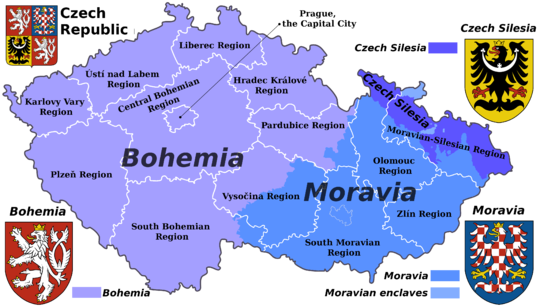 Czech
Republic
Prague,
the Capital City
Czech Silesia
Czech Silesia
Liberec Region
Ústí nad Labem
Region
Karlovy Vary
Region
Central Bohemian
Region
Hradec Králové
Region
Czech Silesia
Pardubice Region
Moravian-Silesian Region
Bohemia
Plzeň Region
Olomouc
Region
Moravia
Vysočina Region
Zlín Region
South Bohemian
Region
South Moravian
Region
Bohemia
Moravia
Bohemia
Moravia
Moravian enclaves